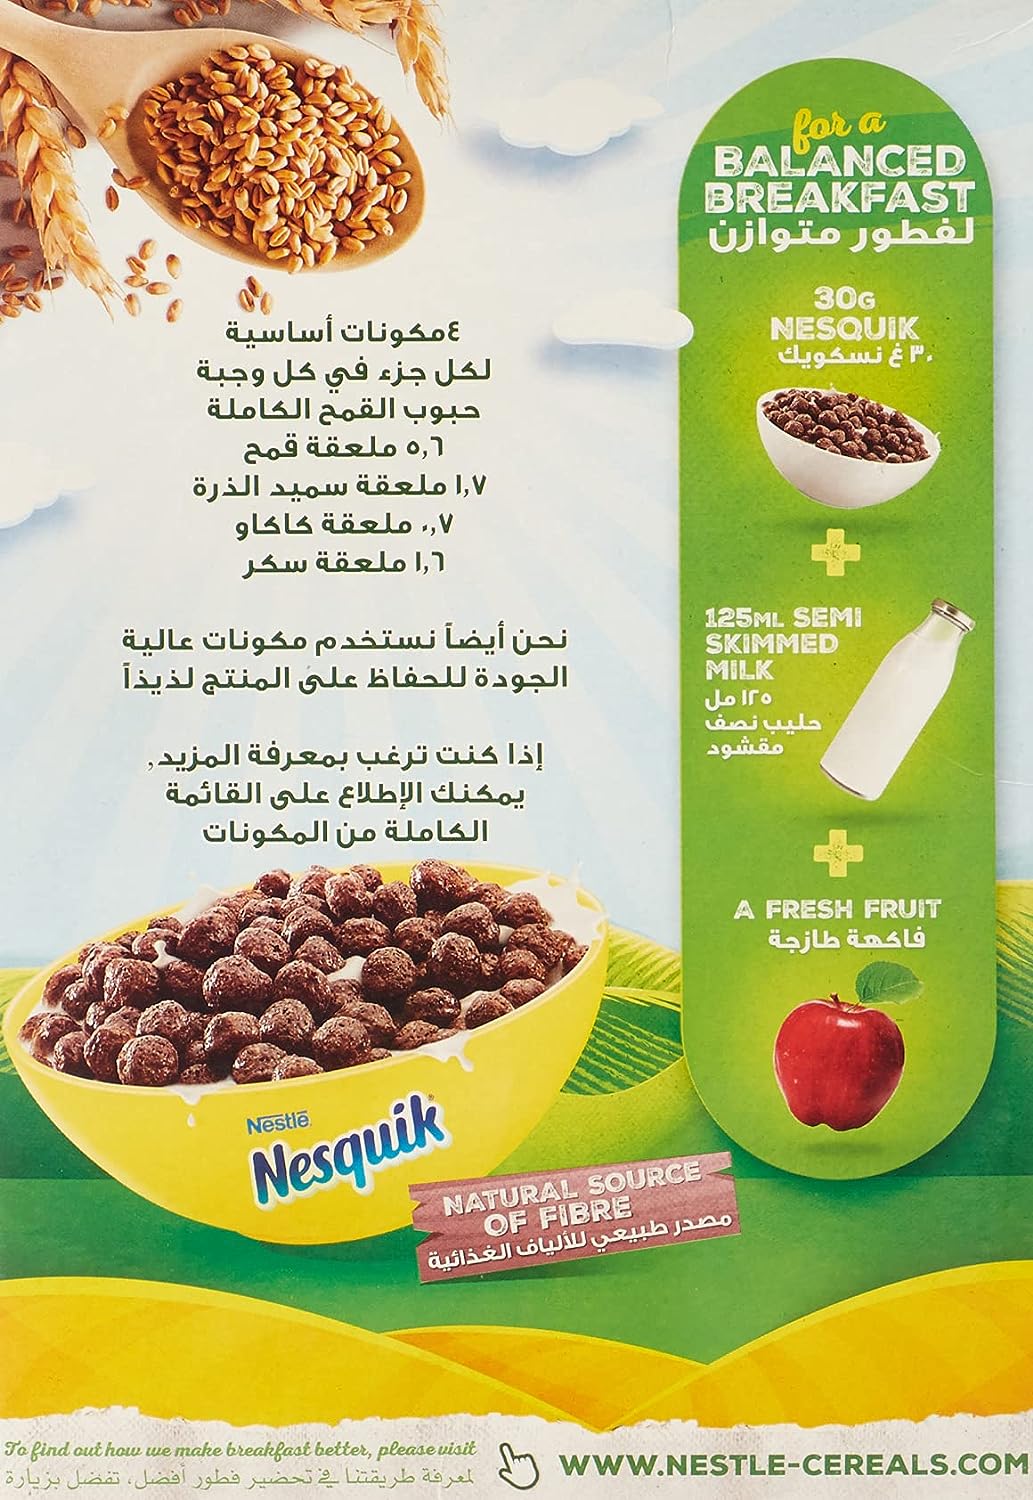 ٤ مكونات أساسية
لكل جزء في كل وجبة
حبوب القمح الكاملة
٥,٦ ملعقة قمح
١,٧ ملعقة سميد الذرة
٠,٧ ملعقة كاكاو
١,٦ ملعقة سكر
نحن أيضاً نستخدم مكونات عالية
الجودة للحفاظ على المنتج لذيذاً
إذا كنت ترغب بمعرفة المزيد,
يمكنك الإطلاع على القائمة
الكاملة من المكونات
for a
BALANCED
BREAKFAST
لفطور متوازن
30G
NESQUIK
٣٠ غ نسكويك
+
125ML SEMI
SKIMMED
MILK
١٢٥ مل
حليب نصف
مقشود
+
A FRESH FRUIT
فاكهة طازجة
Nestlé
Nesquik®
NATURAL SOURCE
OF FIBRE
مصدر طبيعي للألياف الغذائية
To find out how we make breakfast better, please visit
لمعرفة طريقتنا في تحضير فطور أفضل، تفضل بزيارة
WWW.NESTLE-CEREALS.COM